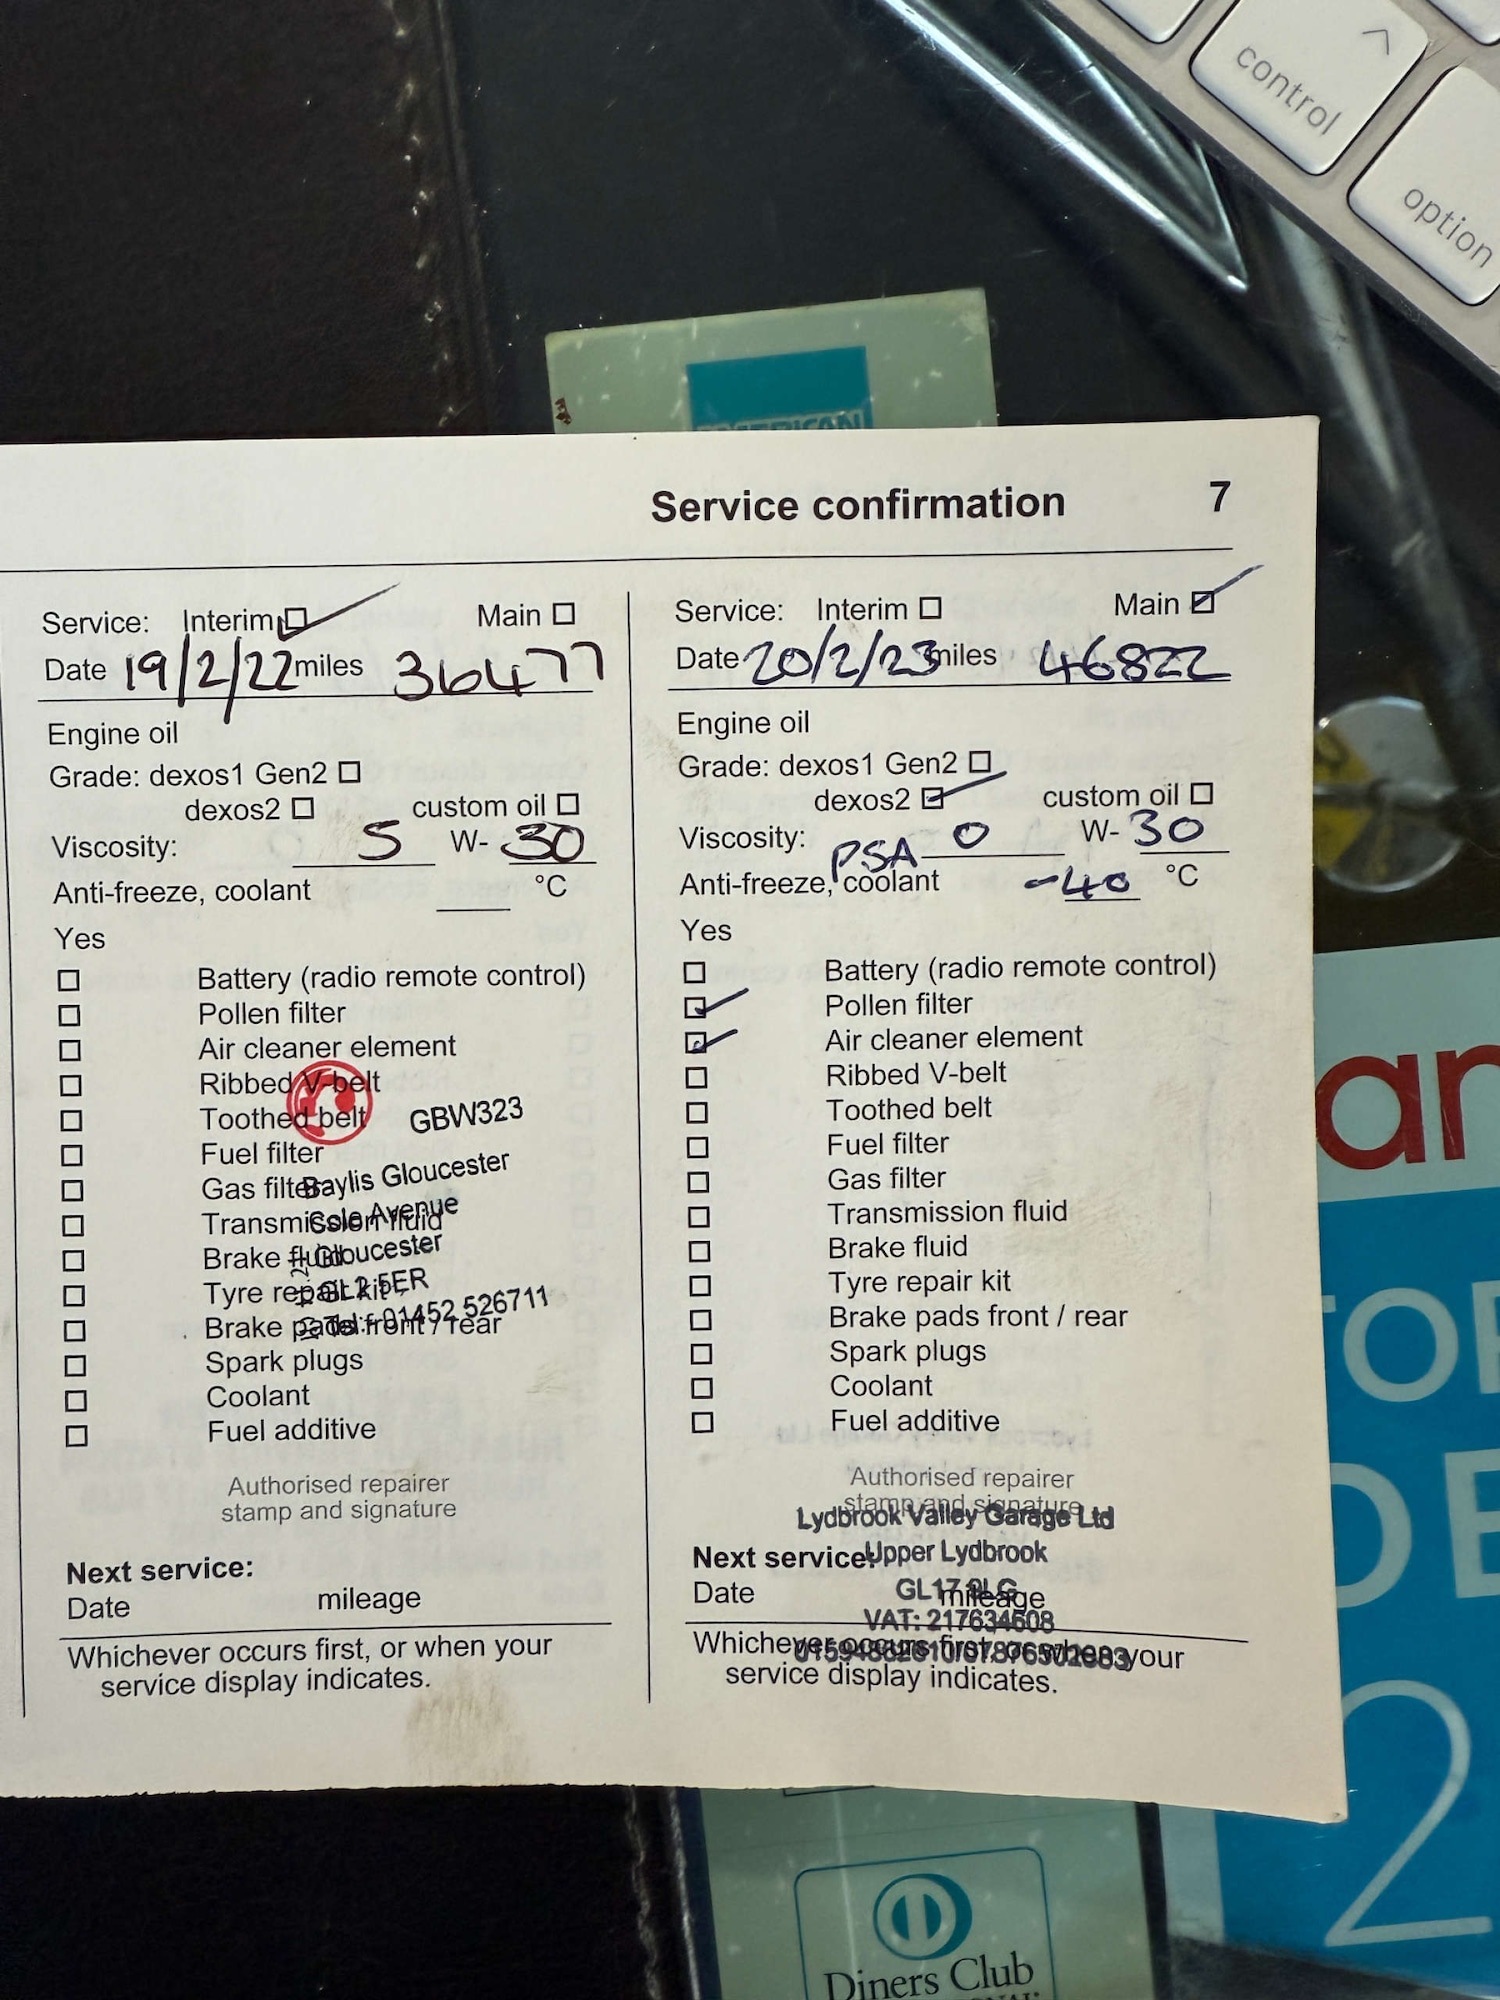 control
option
AMERICAN
Service confirmation 7
Service: Interim Main
Date 19/2/22 miles 36477
Engine oil
Grade: dexos1 Gen2
dexos2 custom oil
Viscosity: 5 W- 30
Anti-freeze, coolant °C
Yes
Battery (radio remote control)
Pollen filter
Air cleaner element
Ribbed V-belt
Toothed belt
GBW323
Fuel filter
Gas filter
Baylis Gloucester
Transmission fluid
Cole Avenue
Brake fluid
Gloucester
Tyre repair kit
GL2 5ER
Brake pads front / rear
Tel: 01452 526711
Spark plugs
Coolant
Fuel additive
Authorised repairer
stamp and signature
Next service:
Date mileage
Whichever occurs first, or when your
service display indicates.
Service: Interim Main
Date 20/2/23 miles 46822
Engine oil
Grade: dexos1 Gen2
dexos2 custom oil
Viscosity: PSA 0 W- 30
Anti-freeze, coolant -40 °C
Yes
Battery (radio remote control)
Pollen filter
Air cleaner element
Ribbed V-belt
Toothed belt
Fuel filter
Gas filter
Transmission fluid
Brake fluid
Tyre repair kit
Brake pads front / rear
Spark plugs
Coolant
Fuel additive
Authorised repairer
stamp and signature
Lydbrook Valley Garage Ltd
Next service:
Upper Lydbrook
Date mileage
GL17 9LG
VAT: 217634608
Whichever occurs first, or when your
service display indicates.
an
2
Diners Club